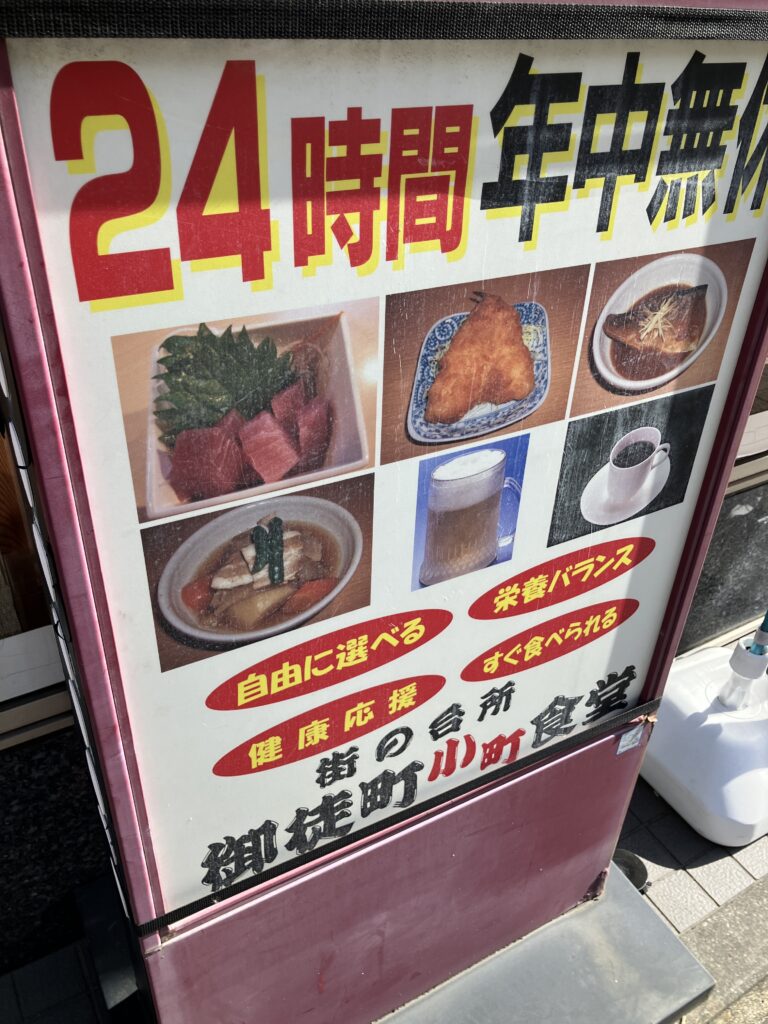 24時間 年中無休
自由に選べる
栄養バランス
健康応援
すぐ食べられる
街の台所
御徒町小町食堂